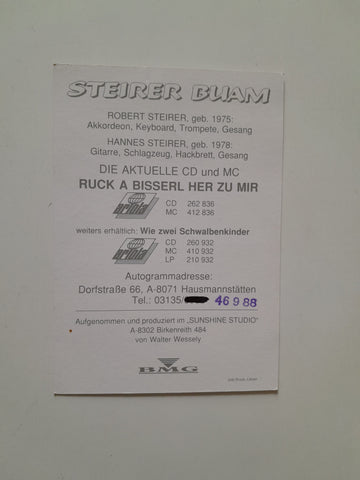 STEIRER BUAM
ROBERT STEIRER, geb. 1975:
Akkordeon, Keyboard, Trompete, Gesang
HANNES STEIRER, geb. 1978:
Gitarre, Schlagzeug, Hackbrett, Gesang
DIE AKTUELLE CD und MC
RUCK A BISSERL HER ZU MIR
CD 262 836
MC 412 836
weiters erhältlich: Wie zwei Schwalbenkinder
CD 260 932
MC 410 932
LP 210 932
Autogrammadresse:
Dorfstraße 66, A-8071 Hausmannstätten
Tel.: 03135/ 46 9 88
Aufgenommen und produziert im „SUNSHINE STUDIO"
A-8302 Birkenreith 484
von Walter Wessely
BMG